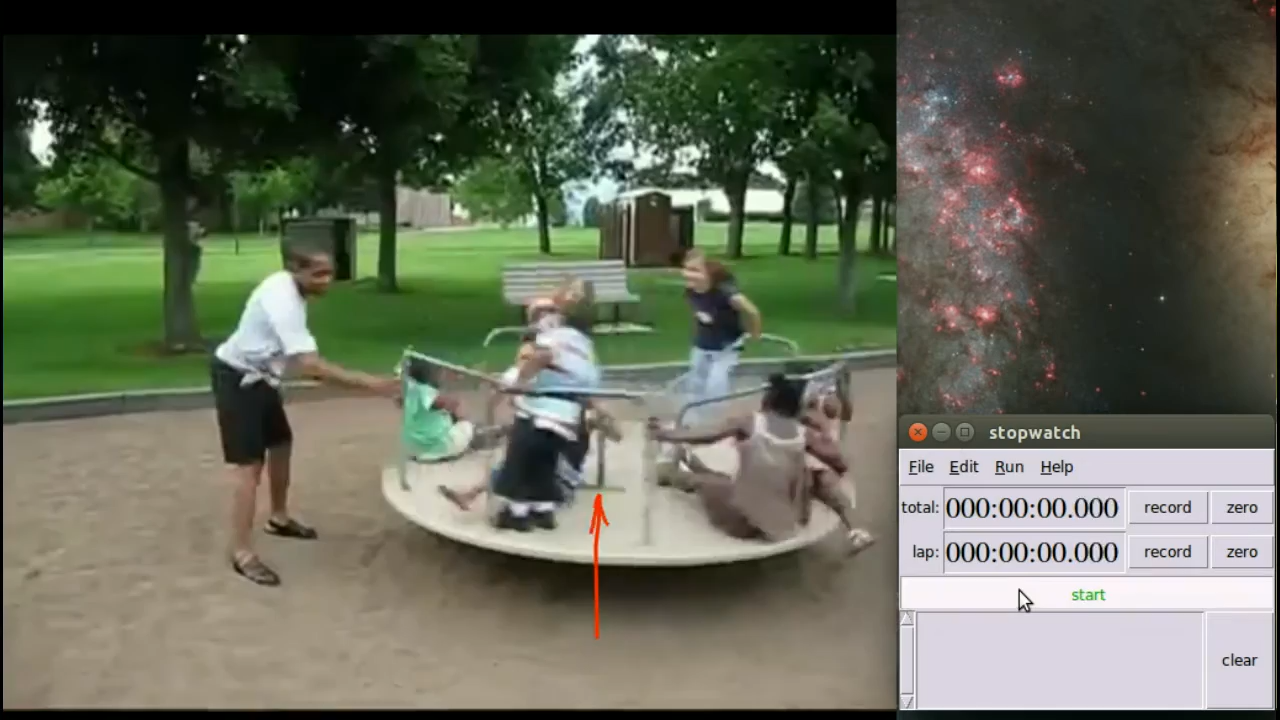 stopwatch
File Edit Run Help
total: 000:00:00.000 record zero
lap: 000:00:00.000 record zero
start
clear